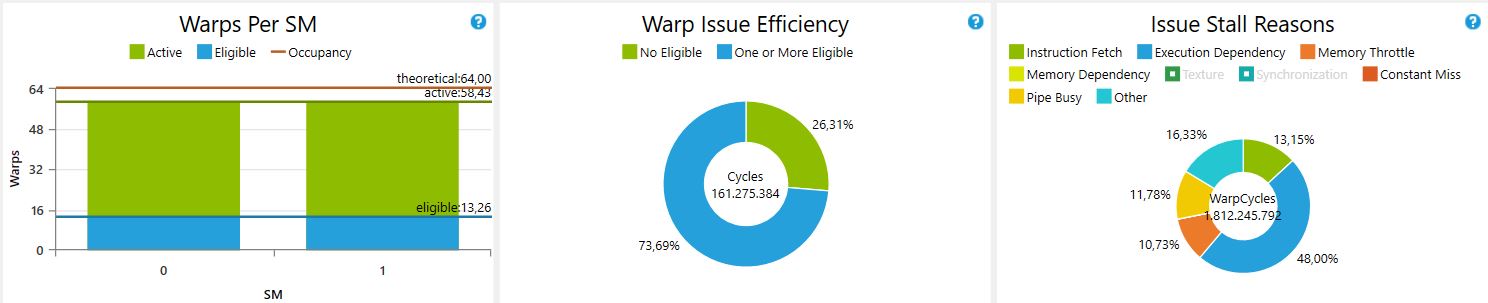 Warps Per SM
?
Active Eligible Occupancy
theoretical:64,00
active:58,43
eligible:13,26
64
48
32
16
0
Warps
0 1
SM
Warp Issue Efficiency
?
No Eligible One or More Eligible
26,31%
Cycles
161.275.384
73,69%
Issue Stall Reasons
?
Instruction Fetch Execution Dependency Memory Throttle
Memory Dependency Texture Synchronization Constant Miss
Pipe Busy Other
16,33% 13,15%
11,78% WarpCycles
1.812.245.792
10,73%
48,00%